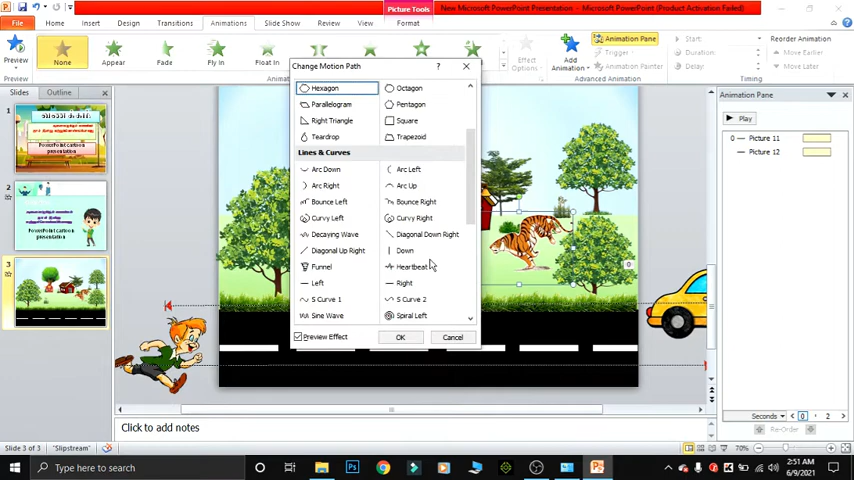 Picture Tools
New Microsoft PowerPoint Presentation - PowerPoint (Product Activation Failed)
File Home Insert Design Transitions Animations Slide Show Review View Format
Preview
None Appear Fade Fly In Float In
Effect Options
Add Animation
Animation Pane
Trigger
Animation Painter
Start:
Duration:
Delay:
Reorder Animation
Move Earlier
Move Later
Preview Animation Advanced Animation Timing
Slides Outline
1
PowerPoint cartoon
presentation
2
PowerPoint cartoon
presentation
3
Change Motion Path
Hexagon Octagon
Parallelogram Pentagon
Right Triangle Square
Teardrop Trapezoid
Lines & Curves
Arc Down Arc Left
Arc Right Arc Up
Bounce Left Bounce Right
Curvy Left Curvy Right
Decaying Wave Diagonal Down Right
Diagonal Up Right Down
Funnel Heartbeat
Left Right
S Curve 1 S Curve 2
Sine Wave Spiral Left
Preview Effect OK Cancel
0
Animation Pane
Play
0 Picture 11
Picture 12
Seconds 0 2
Re-Order
Click to add notes
Slide 3 of 3 "Slipstream" 70%
Type here to search
2:51 AM
6/9/2021